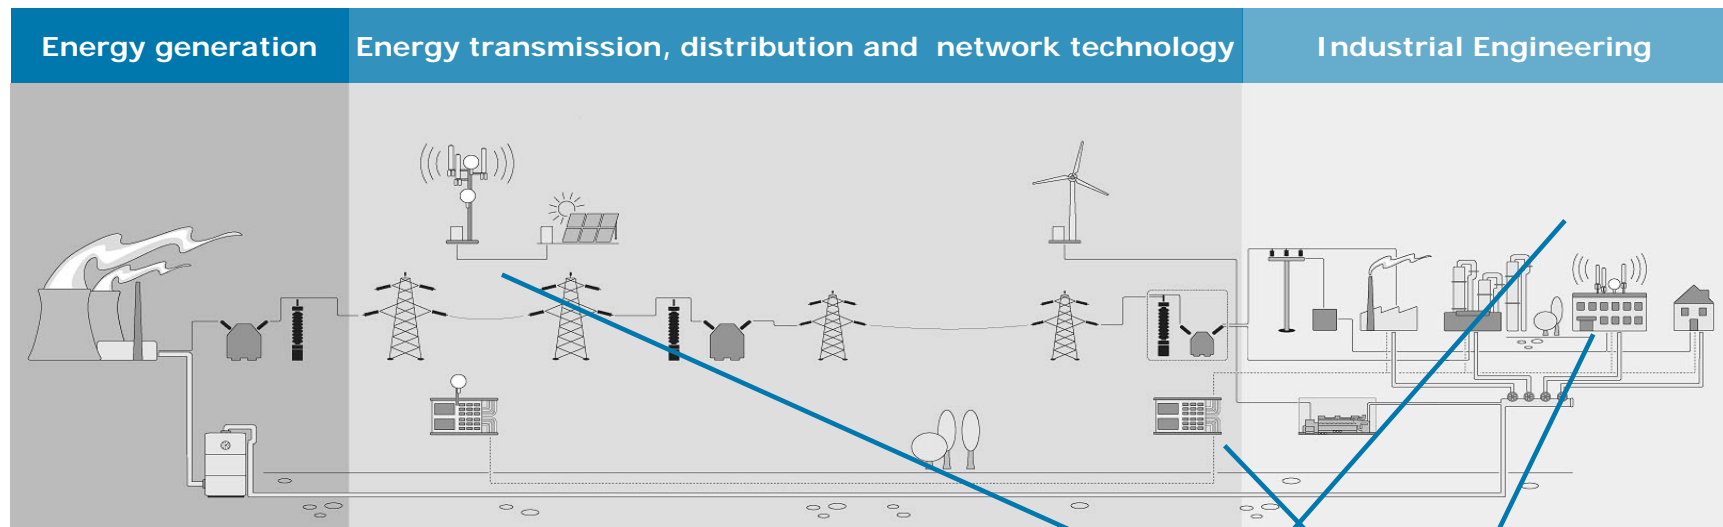 Energy generation
Energy transmission, distribution and network technology
Industrial Engineering